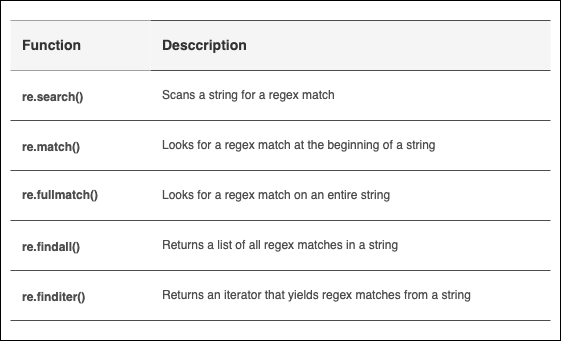 Function Desccription
re.search() Scans a string for a regex match
re.match() Looks for a regex match at the beginning of a string
re.fullmatch() Looks for a regex match on an entire string
re.findall() Returns a list of all regex matches in a string
re.finditer() Returns an iterator that yields regex matches from a string